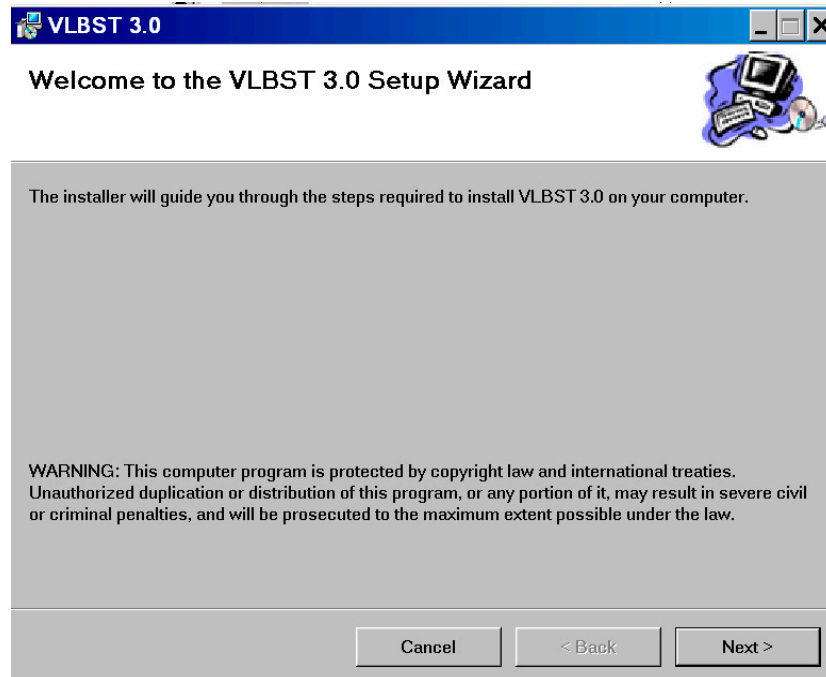 VLBST 3.0
Welcome to the VLBST 3.0 Setup Wizard
The installer will guide you through the steps required to install VLBST 3.0 on your computer.
WARNING: This computer program is protected by copyright law and international treaties.
Unauthorized duplication or distribution of this program, or any portion of it, may result in severe civil
or criminal penalties, and will be prosecuted to the maximum extent possible under the law.
Cancel
< Back
Next >